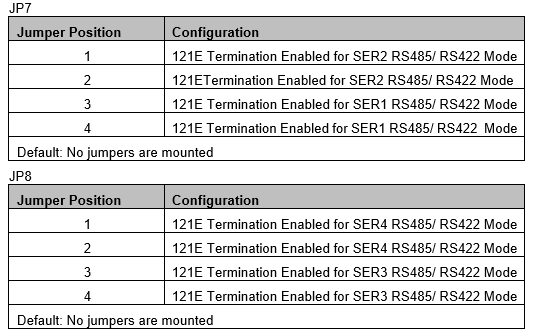 JP7
Jumper Position Configuration
1 121E Termination Enabled for SER2 RS485/ RS422 Mode
2 121ETermination Enabled for SER2 RS485/ RS422 Mode
3 121E Termination Enabled for SER1 RS485/ RS422 Mode
4 121E Termination Enabled for SER1 RS485/ RS422 Mode
Default: No jumpers are mounted
JP8
Jumper Position Configuration
1 121E Termination Enabled for SER4 RS485/ RS422 Mode
2 121E Termination Enabled for SER4 RS485/ RS422 Mode
3 121E Termination Enabled for SER3 RS485/ RS422 Mode
4 121E Termination Enabled for SER3 RS485/ RS422 Mode
Default: No jumpers are mounted